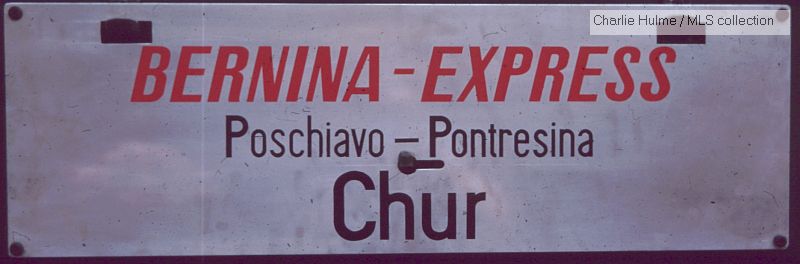 Charlie Hulme / MLS collection
BERNINA - EXPRESS
Poschiavo – Pontresina
Chur